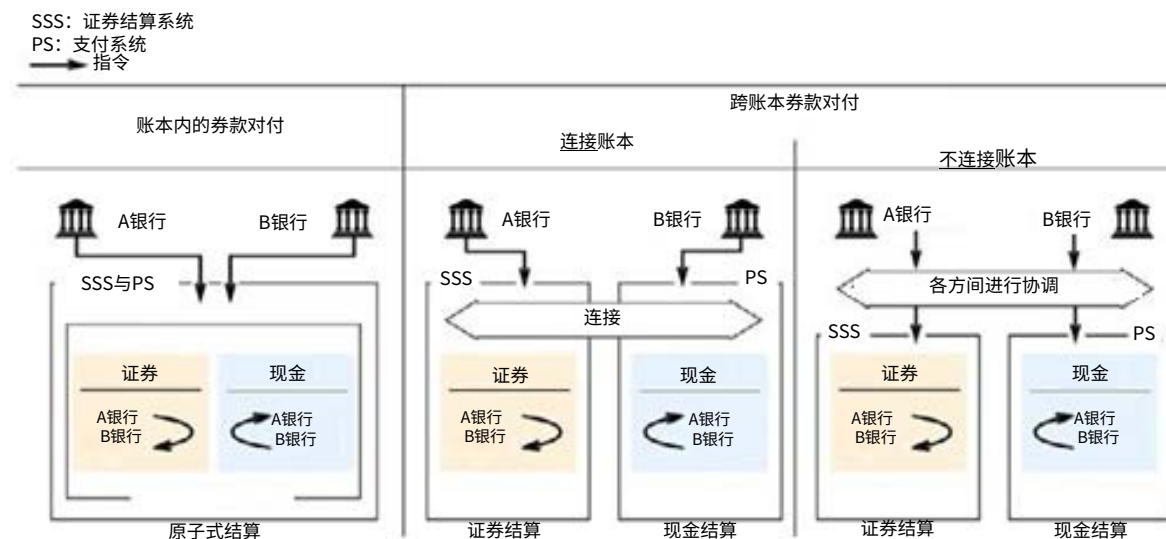 SSS：证券结算系统
PS：支付系统
指令
账本内的券款对付
跨账本券款对付
连接账本
不连接账本
A银行
B银行
SSS与PS
证券
现金
A银行
B银行
A银行
B银行
原子式结算
A银行
B银行
SSS
PS
连接
证券
现金
A银行
B银行
A银行
B银行
证券结算
现金结算
A银行
B银行
各方间进行协调
SSS
PS
证券
现金
A银行
B银行
A银行
B银行
证券结算
现金结算